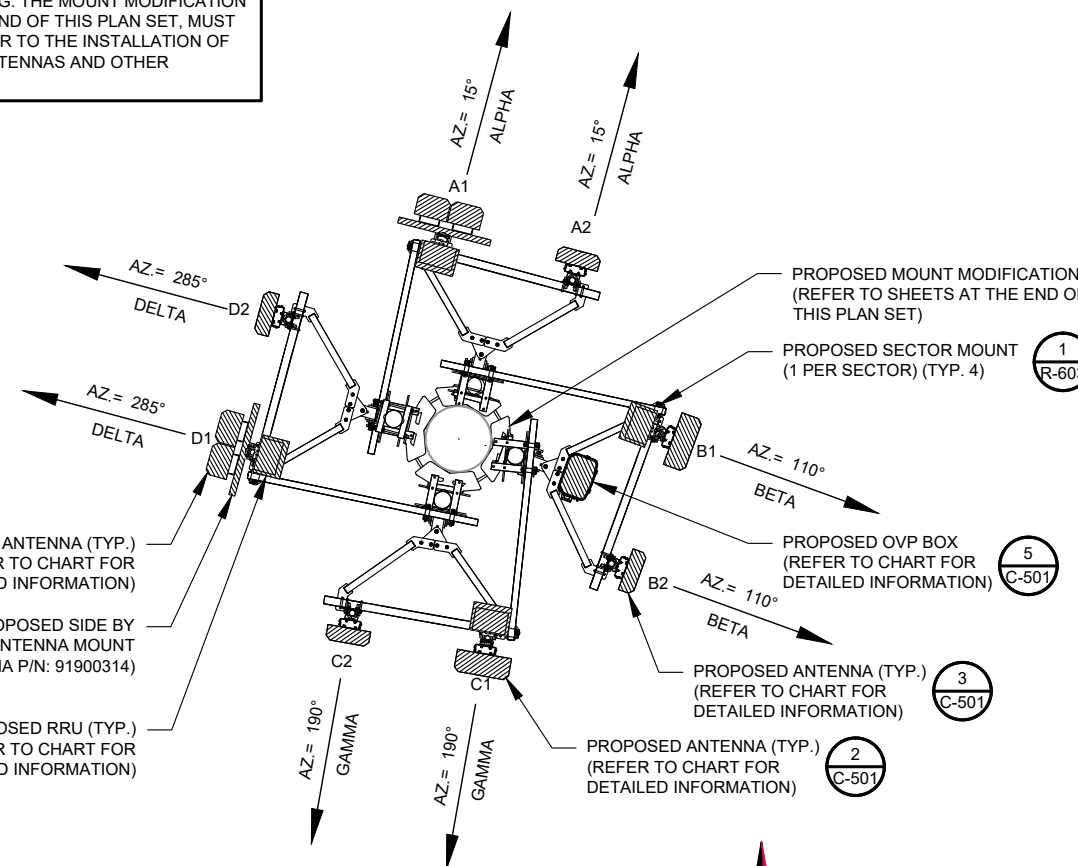 G. THE MOUNT MODIFICATION
ND OF THIS PLAN SET, MUST
R TO THE INSTALLATION OF
TENNAS AND OTHER
AZ.= 15°
ALPHA
AZ.= 15°
ALPHA
A1
A2
AZ.= 285°
DELTA
D2
AZ.= 285°
DELTA
D1
PROPOSED MOUNT MODIFICATION
(REFER TO SHEETS AT THE END OF
THIS PLAN SET)
PROPOSED SECTOR MOUNT
(1 PER SECTOR) (TYP. 4)
1
R-603
B1
AZ.= 110°
BETA
PROPOSED OVP BOX
(REFER TO CHART FOR
DETAILED INFORMATION)
5
C-501
B2
AZ.= 110°
BETA
ANTENNA (TYP.)
ER TO CHART FOR
ED INFORMATION)
OPOSED SIDE BY
NTENNA MOUNT
IA P/N: 91900314)
OSED RRU (TYP.)
R TO CHART FOR
D INFORMATION)
C2
C1
AZ.= 190°
GAMMA
AZ.= 190°
GAMMA
PROPOSED ANTENNA (TYP.)
(REFER TO CHART FOR
DETAILED INFORMATION)
3
C-501
PROPOSED ANTENNA (TYP.)
(REFER TO CHART FOR
DETAILED INFORMATION)
2
C-501